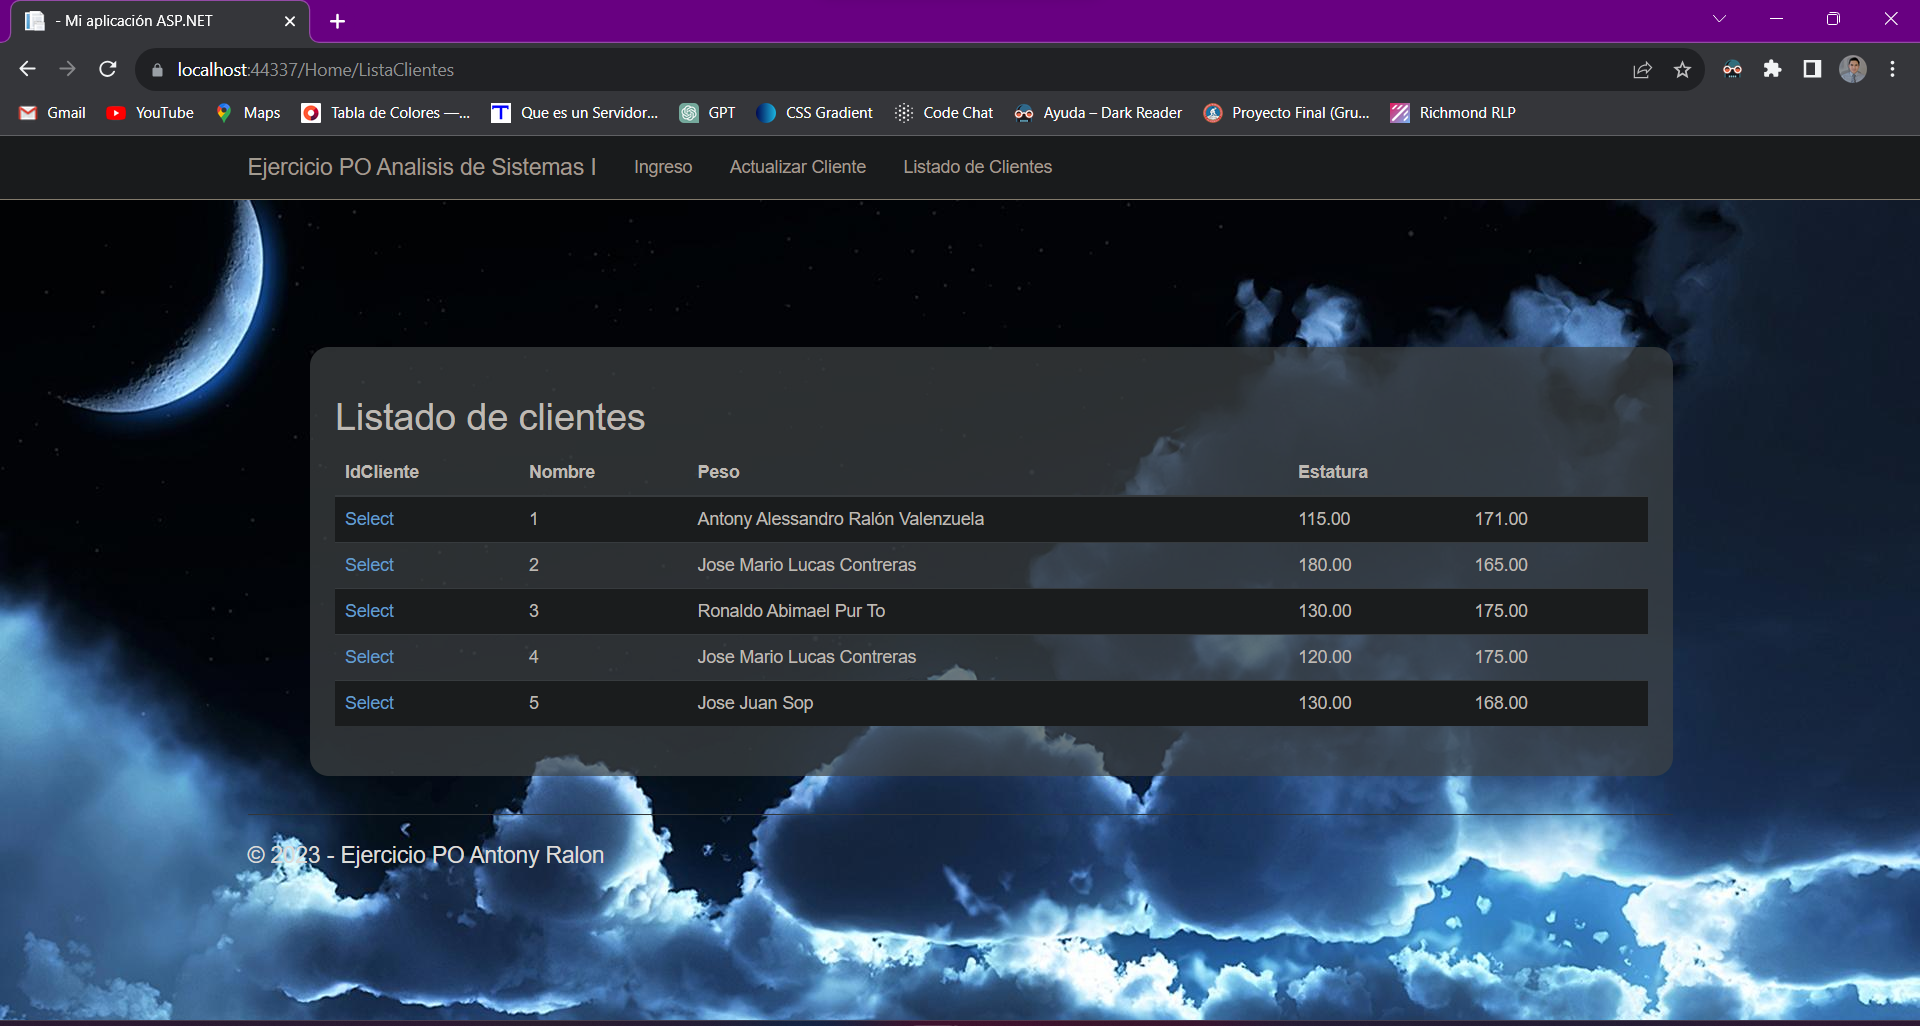 - Mi aplicación ASP.NET
localhost:44337/Home/ListaClientes
Gmail YouTube Maps Tabla de Colores —... Que es un Servidor... GPT CSS Gradient Code Chat Ayuda – Dark Reader Proyecto Final (Gru... Richmond RLP
Ejercicio PO Analisis de Sistemas I Ingreso Actualizar Cliente Listado de Clientes
Listado de clientes
IdCliente Nombre Peso Estatura
Select 1 Antony Alessandro Ralón Valenzuela 115.00 171.00
Select 2 Jose Mario Lucas Contreras 180.00 165.00
Select 3 Ronaldo Abimael Pur To 130.00 175.00
Select 4 Jose Mario Lucas Contreras 120.00 175.00
Select 5 Jose Juan Sop 130.00 168.00
© 2023 - Ejercicio PO Antony Ralon